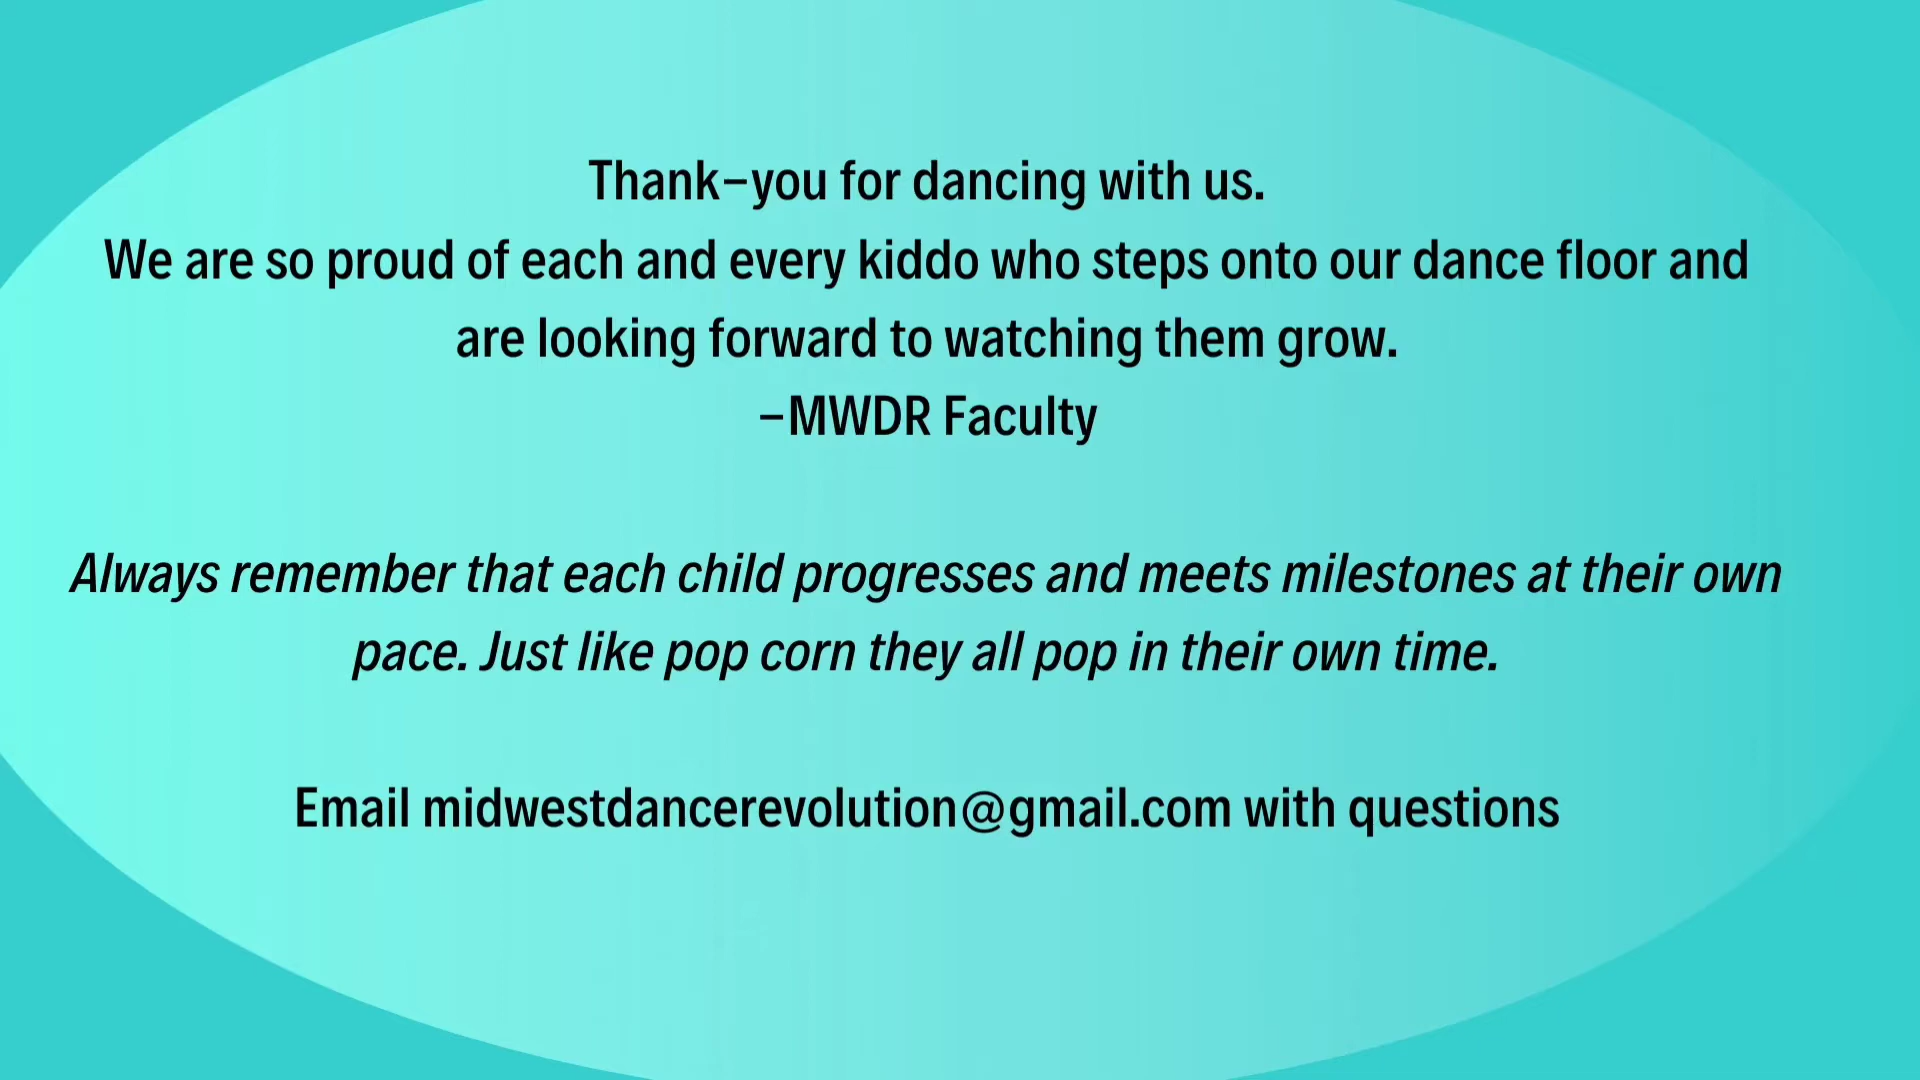 Thank–you for dancing with us.
We are so proud of each and every kiddo who steps onto our dance floor and
are looking forward to watching them grow.
–MWDR Faculty
Always remember that each child progresses and meets milestones at their own
pace. Just like pop corn they all pop in their own time.
Email midwestdancerevolution@gmail.com with questions